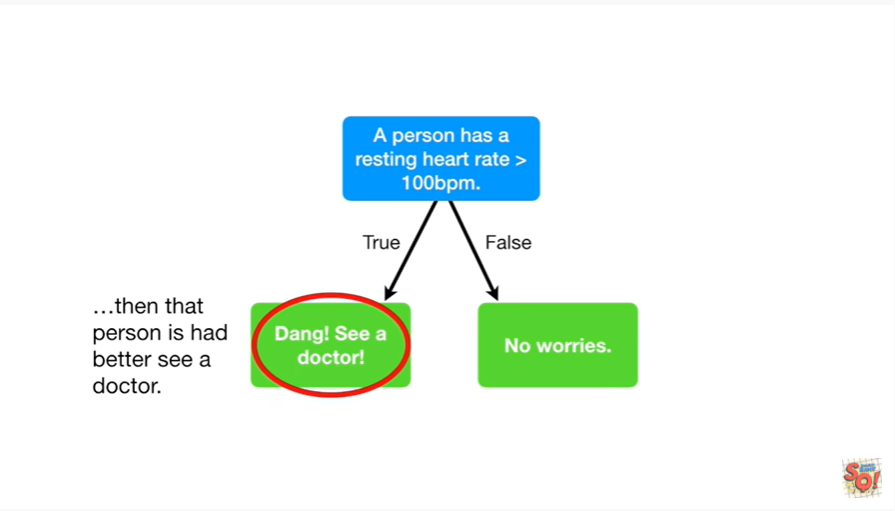 A person has a
resting heart rate >
100bpm.
True
False
...then that
person is had
better see a
doctor.
Dang! See a
doctor!
No worries.